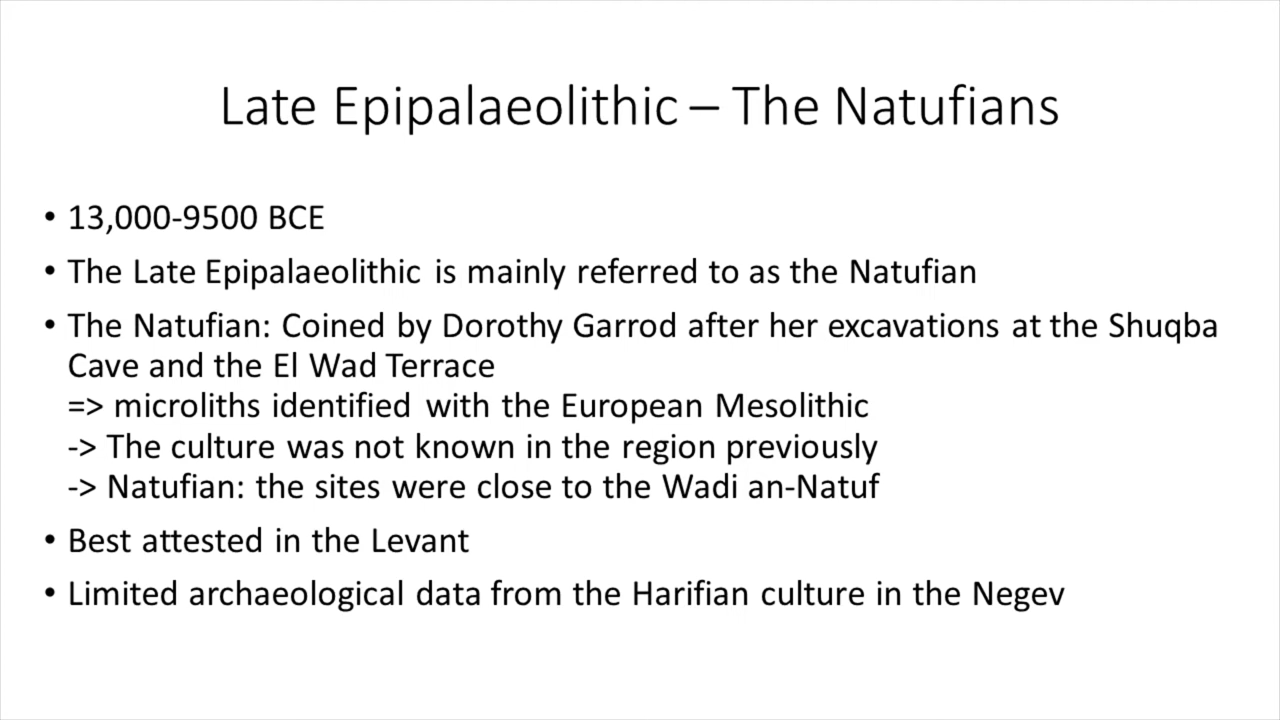 Late Epipalaeolithic – The Natufians
• 13,000-9500 BCE
• The Late Epipalaeolithic is mainly referred to as the Natufian
• The Natufian: Coined by Dorothy Garrod after her excavations at the Shuqba
Cave and the El Wad Terrace
=> microliths identified with the European Mesolithic
-> The culture was not known in the region previously
-> Natufian: the sites were close to the Wadi an-Natuf
• Best attested in the Levant
• Limited archaeological data from the Harifian culture in the Negev